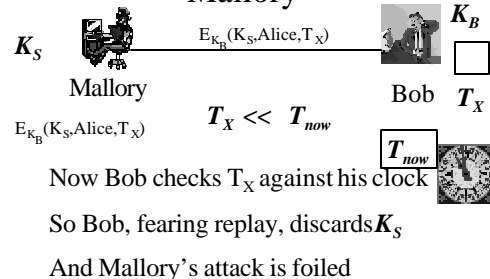 Mallory
K_B
E_{K_B}(K_S,Alice,T_X)
K_S
Mallory
Bob
T_X
E_{K_B}(K_S,Alice,T_X)
T_X << T_now
T_now
Now Bob checks T_X against his clock
So Bob, fearing replay, discards K_S
And Mallory's attack is foiled